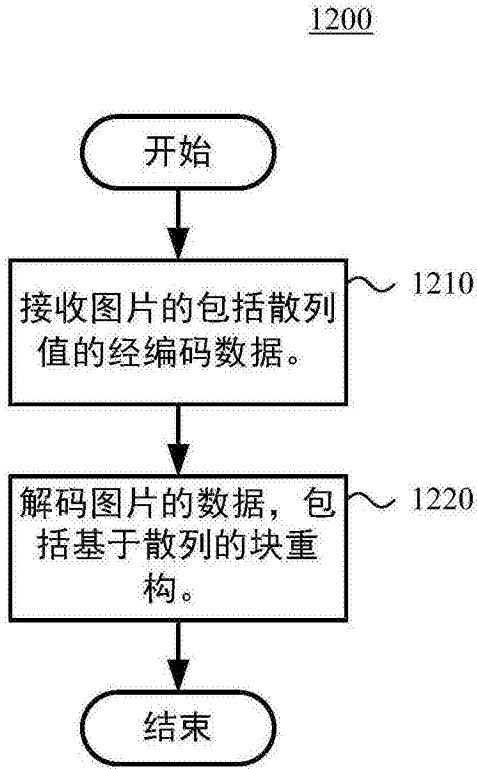 1200
开始
接收图片的包括散列
值的经编码数据。
1210
解码图片的数据，包
括基于散列的块重
构。
1220
结束